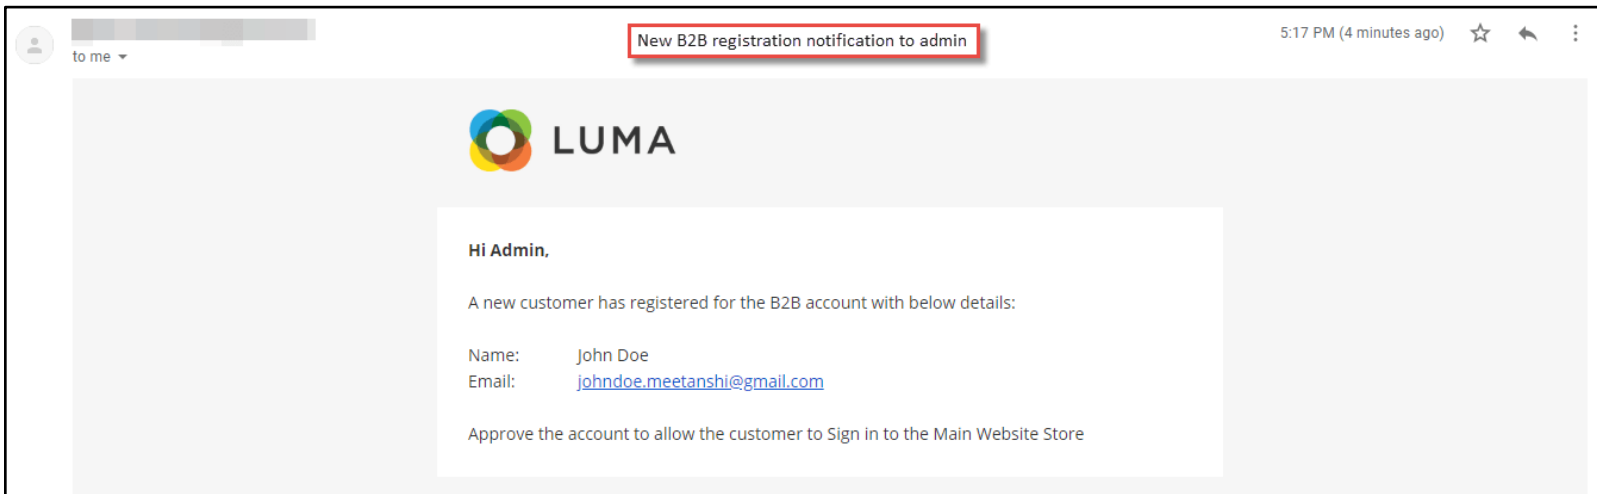 New B2B registration notification to admin
5:17 PM (4 minutes ago)
to me
LUMA
Hi Admin,
A new customer has registered for the B2B account with below details:
Name: John Doe
Email: johndoe.meetanshi@gmail.com
Approve the account to allow the customer to Sign in to the Main Website Store